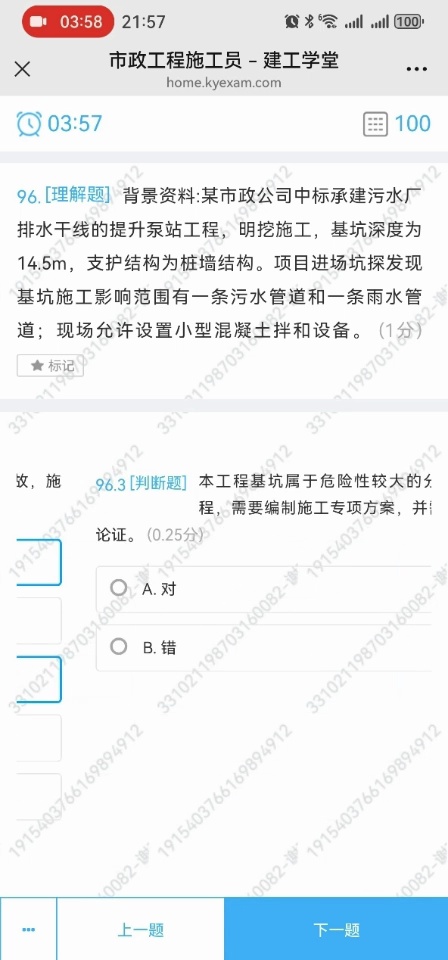 03:58 21:57 100
市政工程施工员 – 建工学堂
home.kyexam.com
03:57 100
96. [理解题] 背景资料:某市政公司中标承建污水厂
排水干线的提升泵站工程，明挖施工，基坑深度为
14.5m，支护结构为桩墙结构。项目进场坑探发现
基坑施工影响范围有一条污水管道和一条雨水管
道；现场允许设置小型混凝土拌和设备。(1分)
标记
故，施
96.3 [判断题] 本工程基坑属于危险性较大的分
程，需要编制施工专项方案，并
论证。(0.25分)
A. 对
B. 错
上一题 下一题